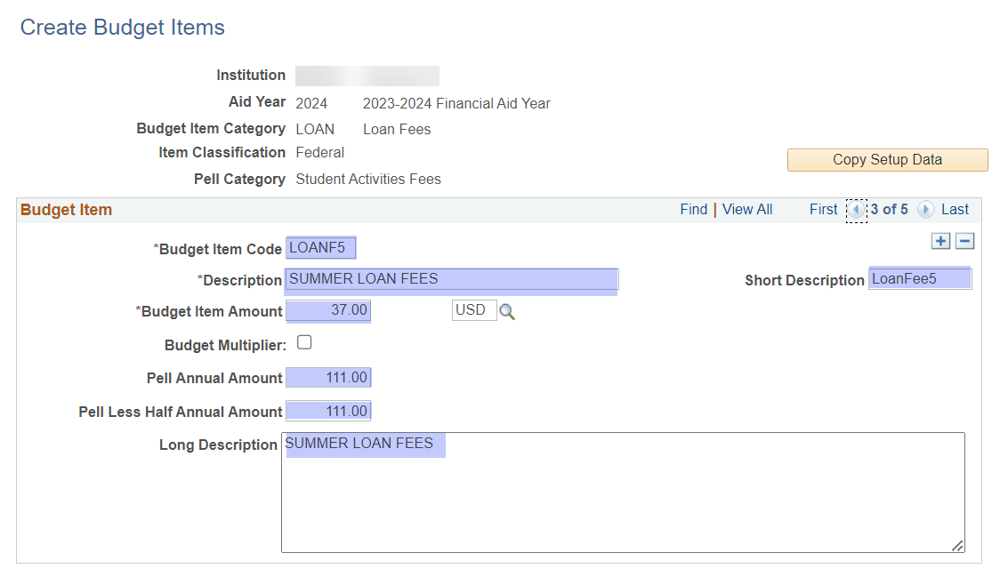 Create Budget Items
Institution
Aid Year 2024 2023-2024 Financial Aid Year
Budget Item Category LOAN Loan Fees
Item Classification Federal
Copy Setup Data
Pell Category Student Activities Fees
Budget Item Find | View All First 3 of 5 Last
*Budget Item Code LOANF5
*Description SUMMER LOAN FEES Short Description LoanFee5
*Budget Item Amount 37.00 USD
Budget Multiplier:
Pell Annual Amount 111.00
Pell Less Half Annual Amount 111.00
Long Description SUMMER LOAN FEES